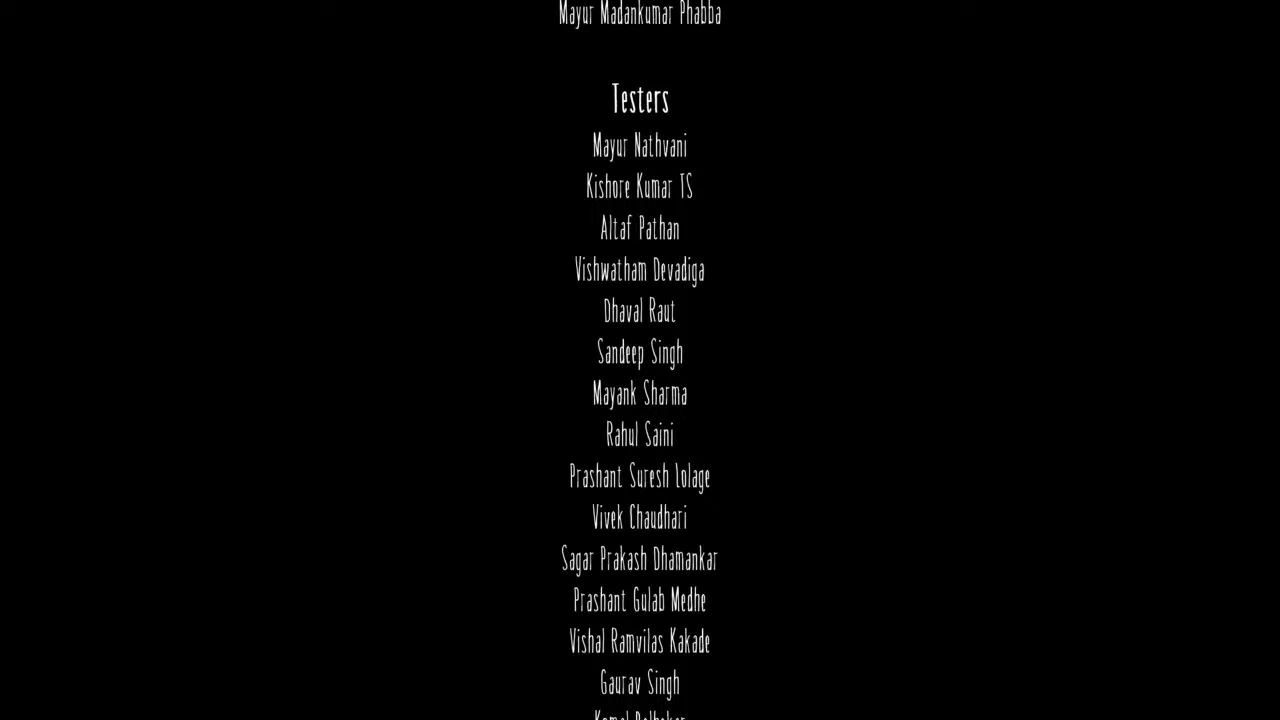 Mayur Madankumar Phabba
Testers
Mayur Nathvani
Kishore Kumar TS
Altaf Pathan
Vishwatham Devadiga
Dhaval Raut
Sandeep Singh
Mayank Sharma
Rahul Saini
Prashant Suresh Lolage
Vivek Chaudhari
Sagar Prakash Dhamankar
Prashant Gulab Medhe
Vishal Ramvilas Kakade
Gaurav Singh